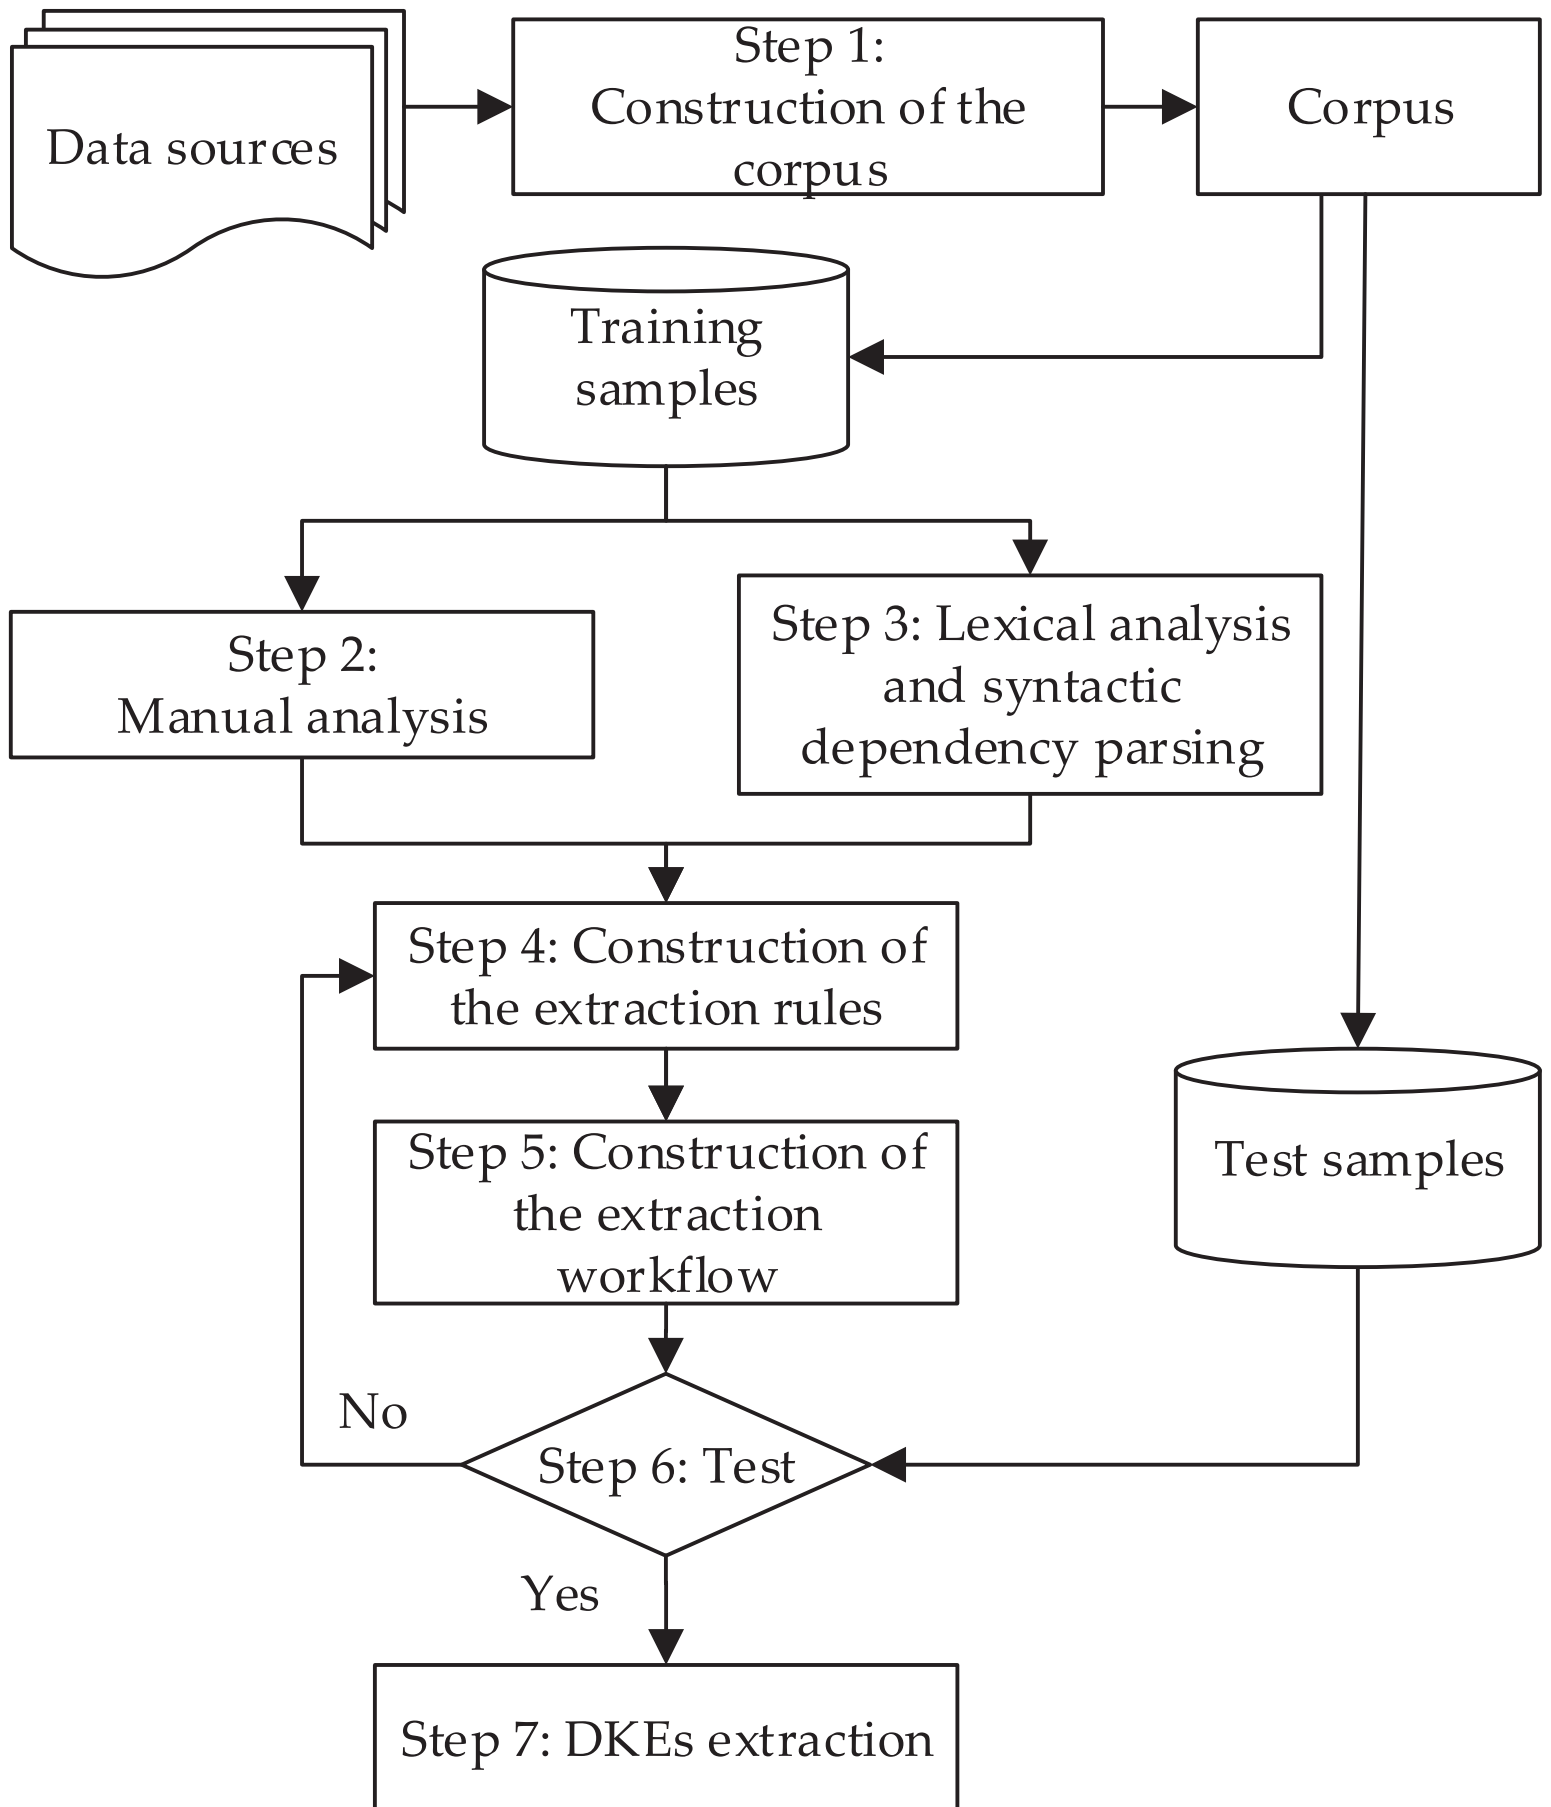 Data sources
Step 1:
Construction of the
corpus
Corpus
Training
samples
Step 2:
Manual analysis
Step 3: Lexical analysis
and syntactic
dependency parsing
Step 4: Construction of
the extraction rules
Step 5: Construction of
the extraction
workflow
Test samples
No
Step 6: Test
Yes
Step 7: DKEs extraction